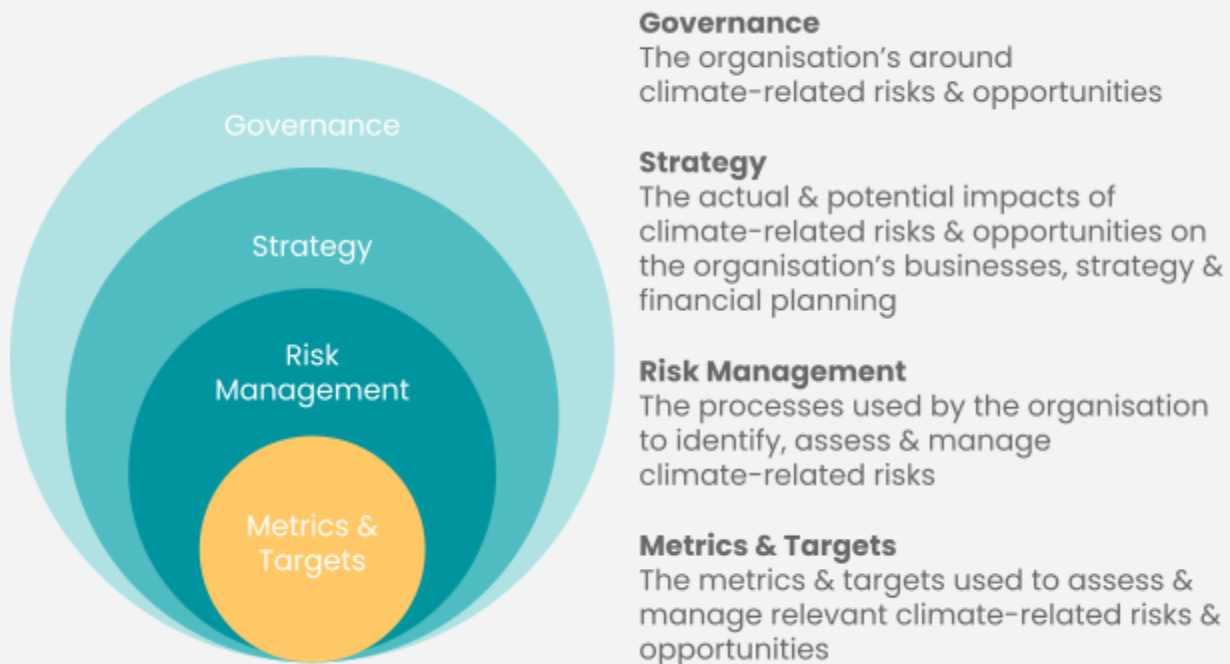 Governance
Strategy
Risk
Management
Metrics &
Targets
Governance
The organisation’s around
climate-related risks & opportunities
Strategy
The actual & potential impacts of
climate-related risks & opportunities on
the organisation’s businesses, strategy &
financial planning
Risk Management
The processes used by the organisation
to identify, assess & manage
climate-related risks
Metrics & Targets
The metrics & targets used to assess &
manage relevant climate-related risks &
opportunities